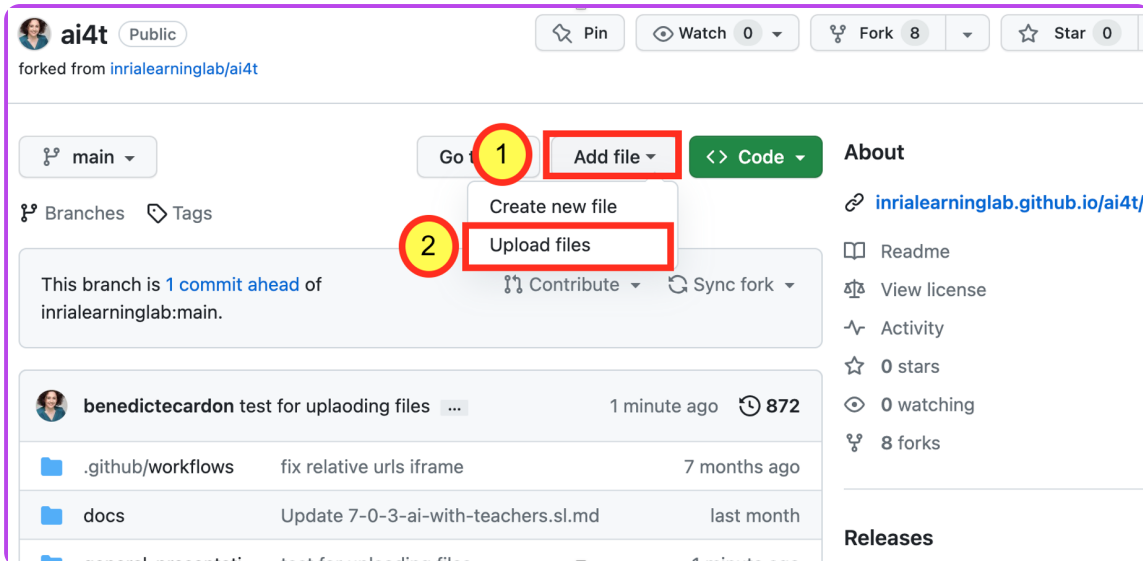 ai4t Public
Pin
Watch 0
Fork 8
Star 0
forked from inrialearninglab/ai4t
main
Go
1
Add file
<> Code
Create new file
2
Upload files
Branches
Tags
This branch is 1 commit ahead of
inrialearninglab:main.
Contribute
Sync fork
benedictecardon test for uplaoding files ...
1 minute ago
872
.github/workflows fix relative urls iframe 7 months ago
docs Update 7-0-3-ai-with-teachers.sl.md last month
About
inrialearninglab.github.io/ai4t/
Readme
View license
Activity
0 stars
0 watching
8 forks
Releases